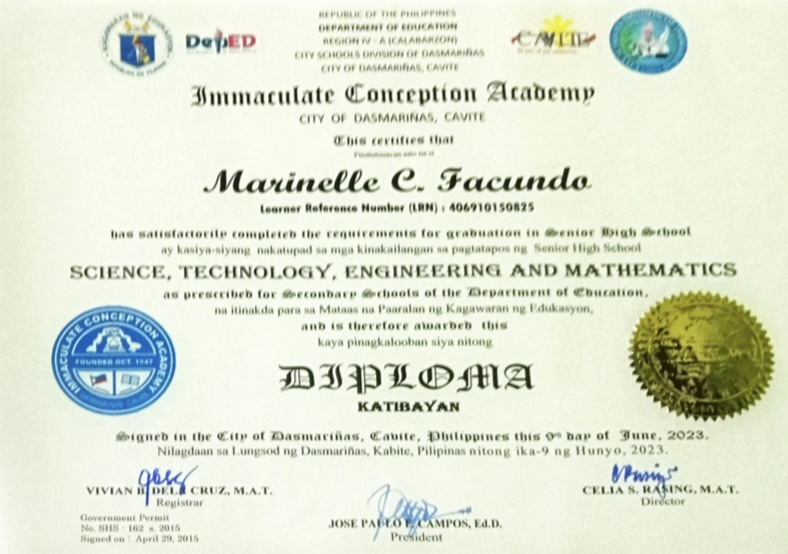 REPUBLIC OF THE PHILIPPINES
DEPARTMENT OF EDUCATION
REGION IV - A (CALABARZON)
CITY SCHOOLS DIVISION OF DASMARIÑAS
CITY OF DASMARIÑAS, CAVITE
DepED
CAVITE
Immaculate Conception Academy
CITY OF DASMARIÑAS, CAVITE
This certifies that
Marinelle C. Facundo
Learner Reference Number (LRN) : 406910150825
has satisfactorily completed the requirements for graduation in Senior High School
ay kasiya-siyang nakatupad sa mga kinakailangan sa pagtatapos ng Senior High School
SCIENCE, TECHNOLOGY, ENGINEERING AND MATHEMATICS
as prescribed for Secondary Schools of the Department of Education,
na itinakda para sa Mataas na Paaralan ng Kagawaran ng Edukasyon,
and is therefore awarded this
kaya pinagkalooban siya nitong
IMMACULATE CONCEPTION ACADEMY
FOUNDED OCT. 1947
DIPLOMA
KATIBAYAN
Signed in the City of Dasmariñas, Cavite, Philippines this 9th day of June, 2023.
Nilagdaan sa Lungsod ng Dasmariñas, Kabite, Pilipinas nitong ika-9 ng Hunyo, 2023.
VIVIAN B. DELA CRUZ, M.A.T.
Registrar
CELIA S. RASING, M.A.T.
Director
Government Permit
No. SHS - 162 s. 2015
Signed on : April 29, 2015
JOSE PAULO E. CAMPOS, Ed.D.
President